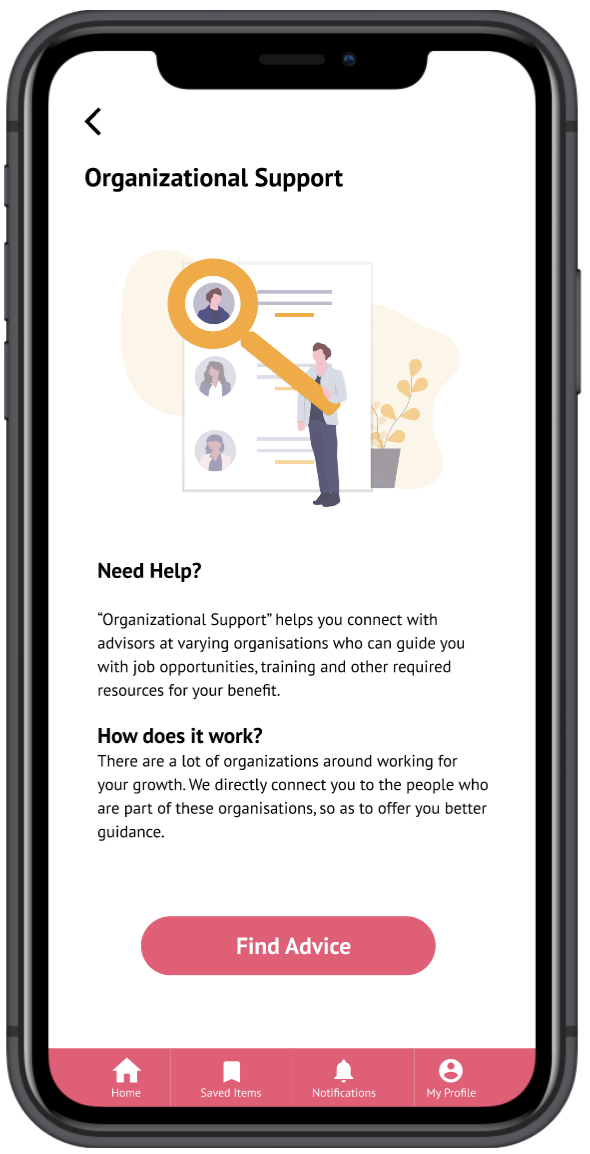 Organizational Support
Need Help?
“Organizational Support” helps you connect with
advisors at varying organisations who can guide you
with job opportunities, training and other required
resources for your benefit.
How does it work?
There are a lot of organizations around working for
your growth. We directly connect you to the people who
are part of these organisations, so as to offer you better
guidance.
Find Advice
Home
Saved Items
Notifications
My Profile